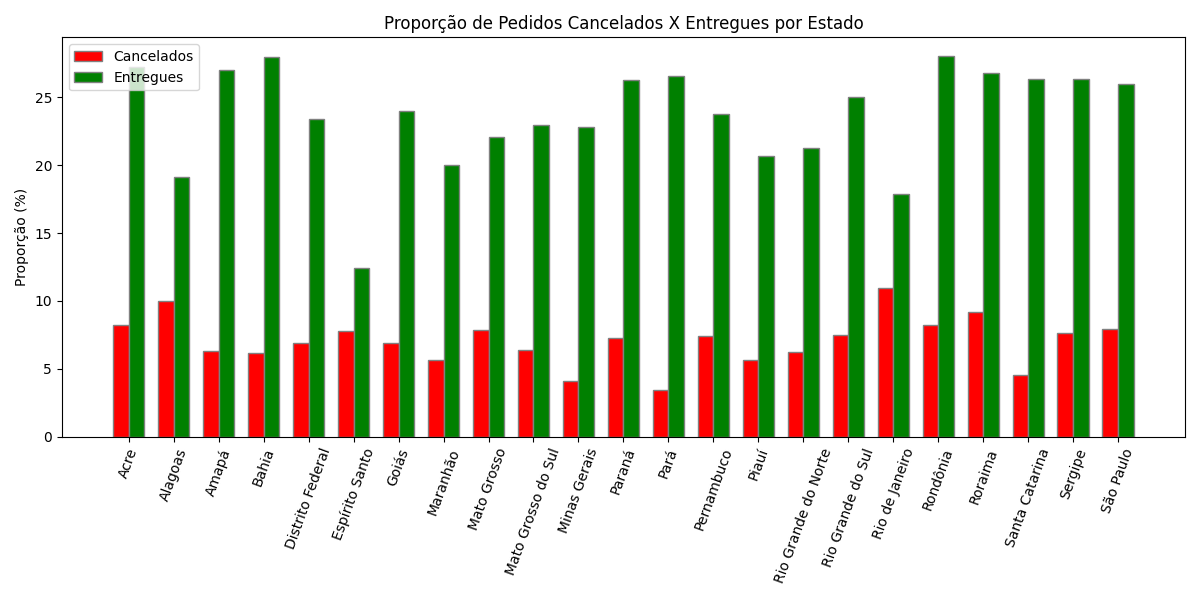 Proporção de Pedidos Cancelados X Entregues por Estado
Cancelados
Entregues
Proporção (%)
25
20
15
10
5
0
Acre
Alagoas
Amapá
Bahia
Distrito Federal
Espírito Santo
Goiás
Maranhão
Mato Grosso
Mato Grosso do Sul
Minas Gerais
Paraná
Pará
Pernambuco
Piauí
Rio Grande do Norte
Rio Grande do Sul
Rio de Janeiro
Rondônia
Roraima
Santa Catarina
Sergipe
São Paulo